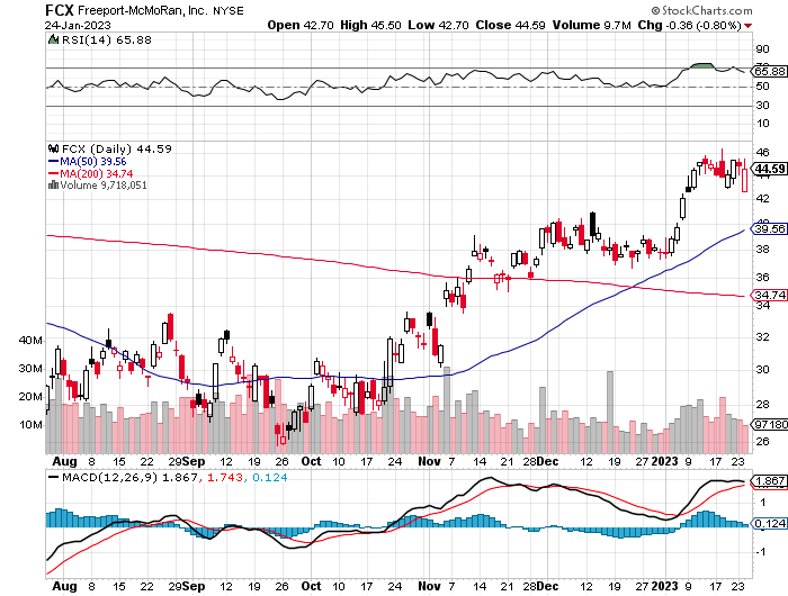 FCX Freeport-McMoRan, Inc. NYSE © StockCharts.com
24-Jan-2023 Open 42.70 High 45.50 Low 42.70 Close 44.59 Volume 9.7M Chg -0.36 (-0.80%)
RSI(14) 65.88
90
65.88
50
30
10
FCX (Daily) 44.59
MA(50) 39.56
MA(200) 34.74
Volume 9,718,051
46
44.59
42
39.56
38
36
34.74
34
32
30
28
26
40M
30M
20M
10M
97180
Aug 8 15 22 29 Sep 12 19 26 Oct 10 17 24 Nov 7 14 21 28 Dec 12 19 27 2023 9 17 23
MACD(12,26,9) 1.867, 1.743, 0.124
1.867
1
0.124
-1
Aug 8 15 22 29 Sep 12 19 26 Oct 10 17 24 Nov 7 14 21 28 Dec 12 19 27 2023 9 17 23